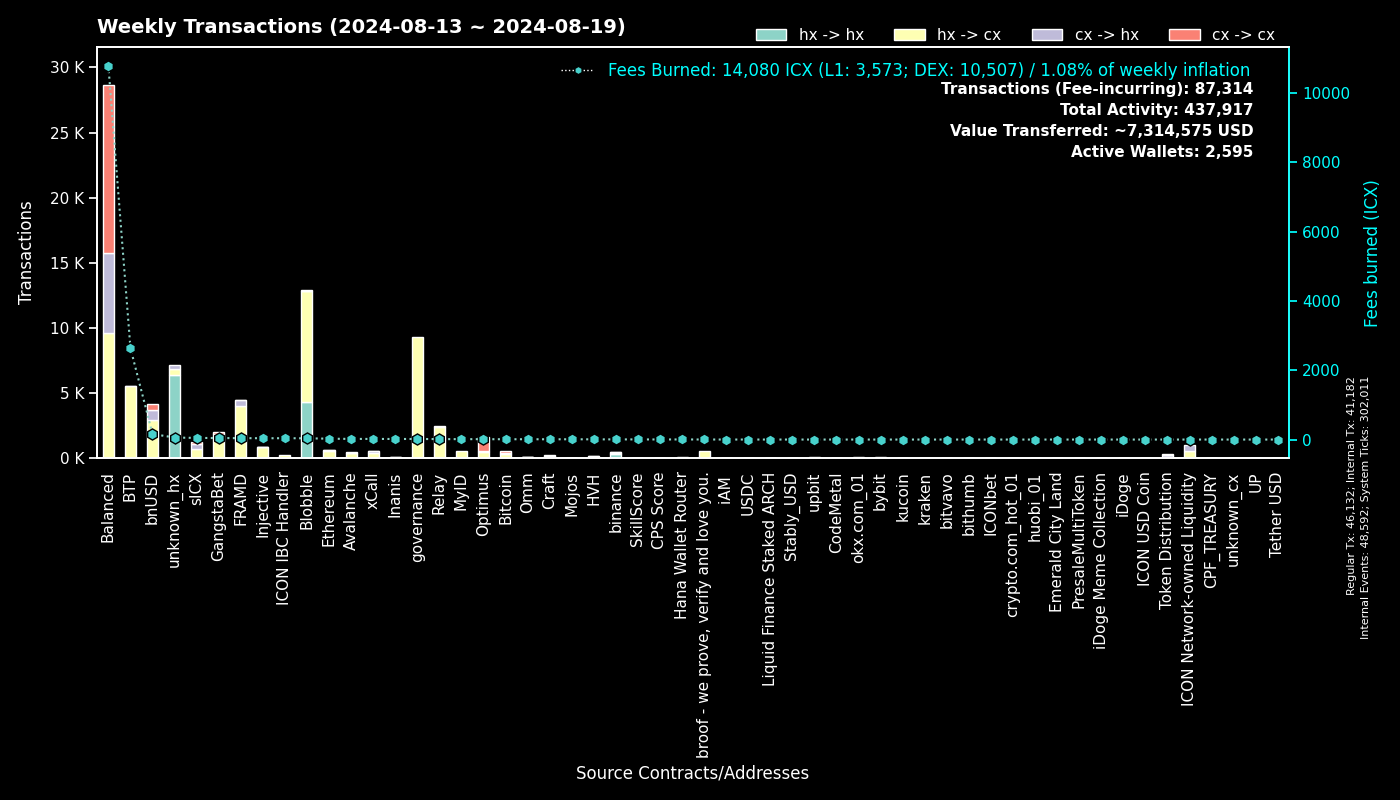 Weekly Transactions (2024-08-13 ~ 2024-08-19)
hx -> hx
hx -> cx
cx -> hx
cx -> cx
Fees Burned: 14,080 ICX (L1: 3,573; DEX: 10,507) / 1.08% of weekly inflation
Transactions (Fee-incurring): 87,314
Total Activity: 437,917
Value Transferred: ~7,314,575 USD
Active Wallets: 2,595
Transactions
30 K
25 K
20 K
15 K
10 K
5 K
0 K
10000
8000
6000
4000
2000
0
Fees burned (ICX)
Regular Tx: 46,132; Internal Tx: 41,182
Internal Events: 48,592; System Ticks: 302,011
Balanced
BTP
bnUSD
unknown_hx
sICX
GangstaBet
FRAMD
Injective
ICON IBC Handler
Blobble
Ethereum
Avalanche
xCall
Inanis
governance
Relay
MyID
Optimus
Bitcoin
Omm
Craft
Mojos
HVH
binance
SkillScore
CPS Score
Hana Wallet Router
broof - we prove, verify and love you.
iAM
USDC
Liquid Finance Staked ARCH
Stably_USD
upbit
CodeMetal
okx.com_01
bybit
kucoin
kraken
bitvavo
bithumb
ICONbet
crypto.com_hot_01
huobi_01
Emerald City Land
PresaleMultiToken
iDoge Meme Collection
iDoge
ICON USD Coin
Token Distribution
ICON Network-owned Liquidity
CPF_TREASURY
unknown_cx
UP
Tether USD
Source Contracts/Addresses